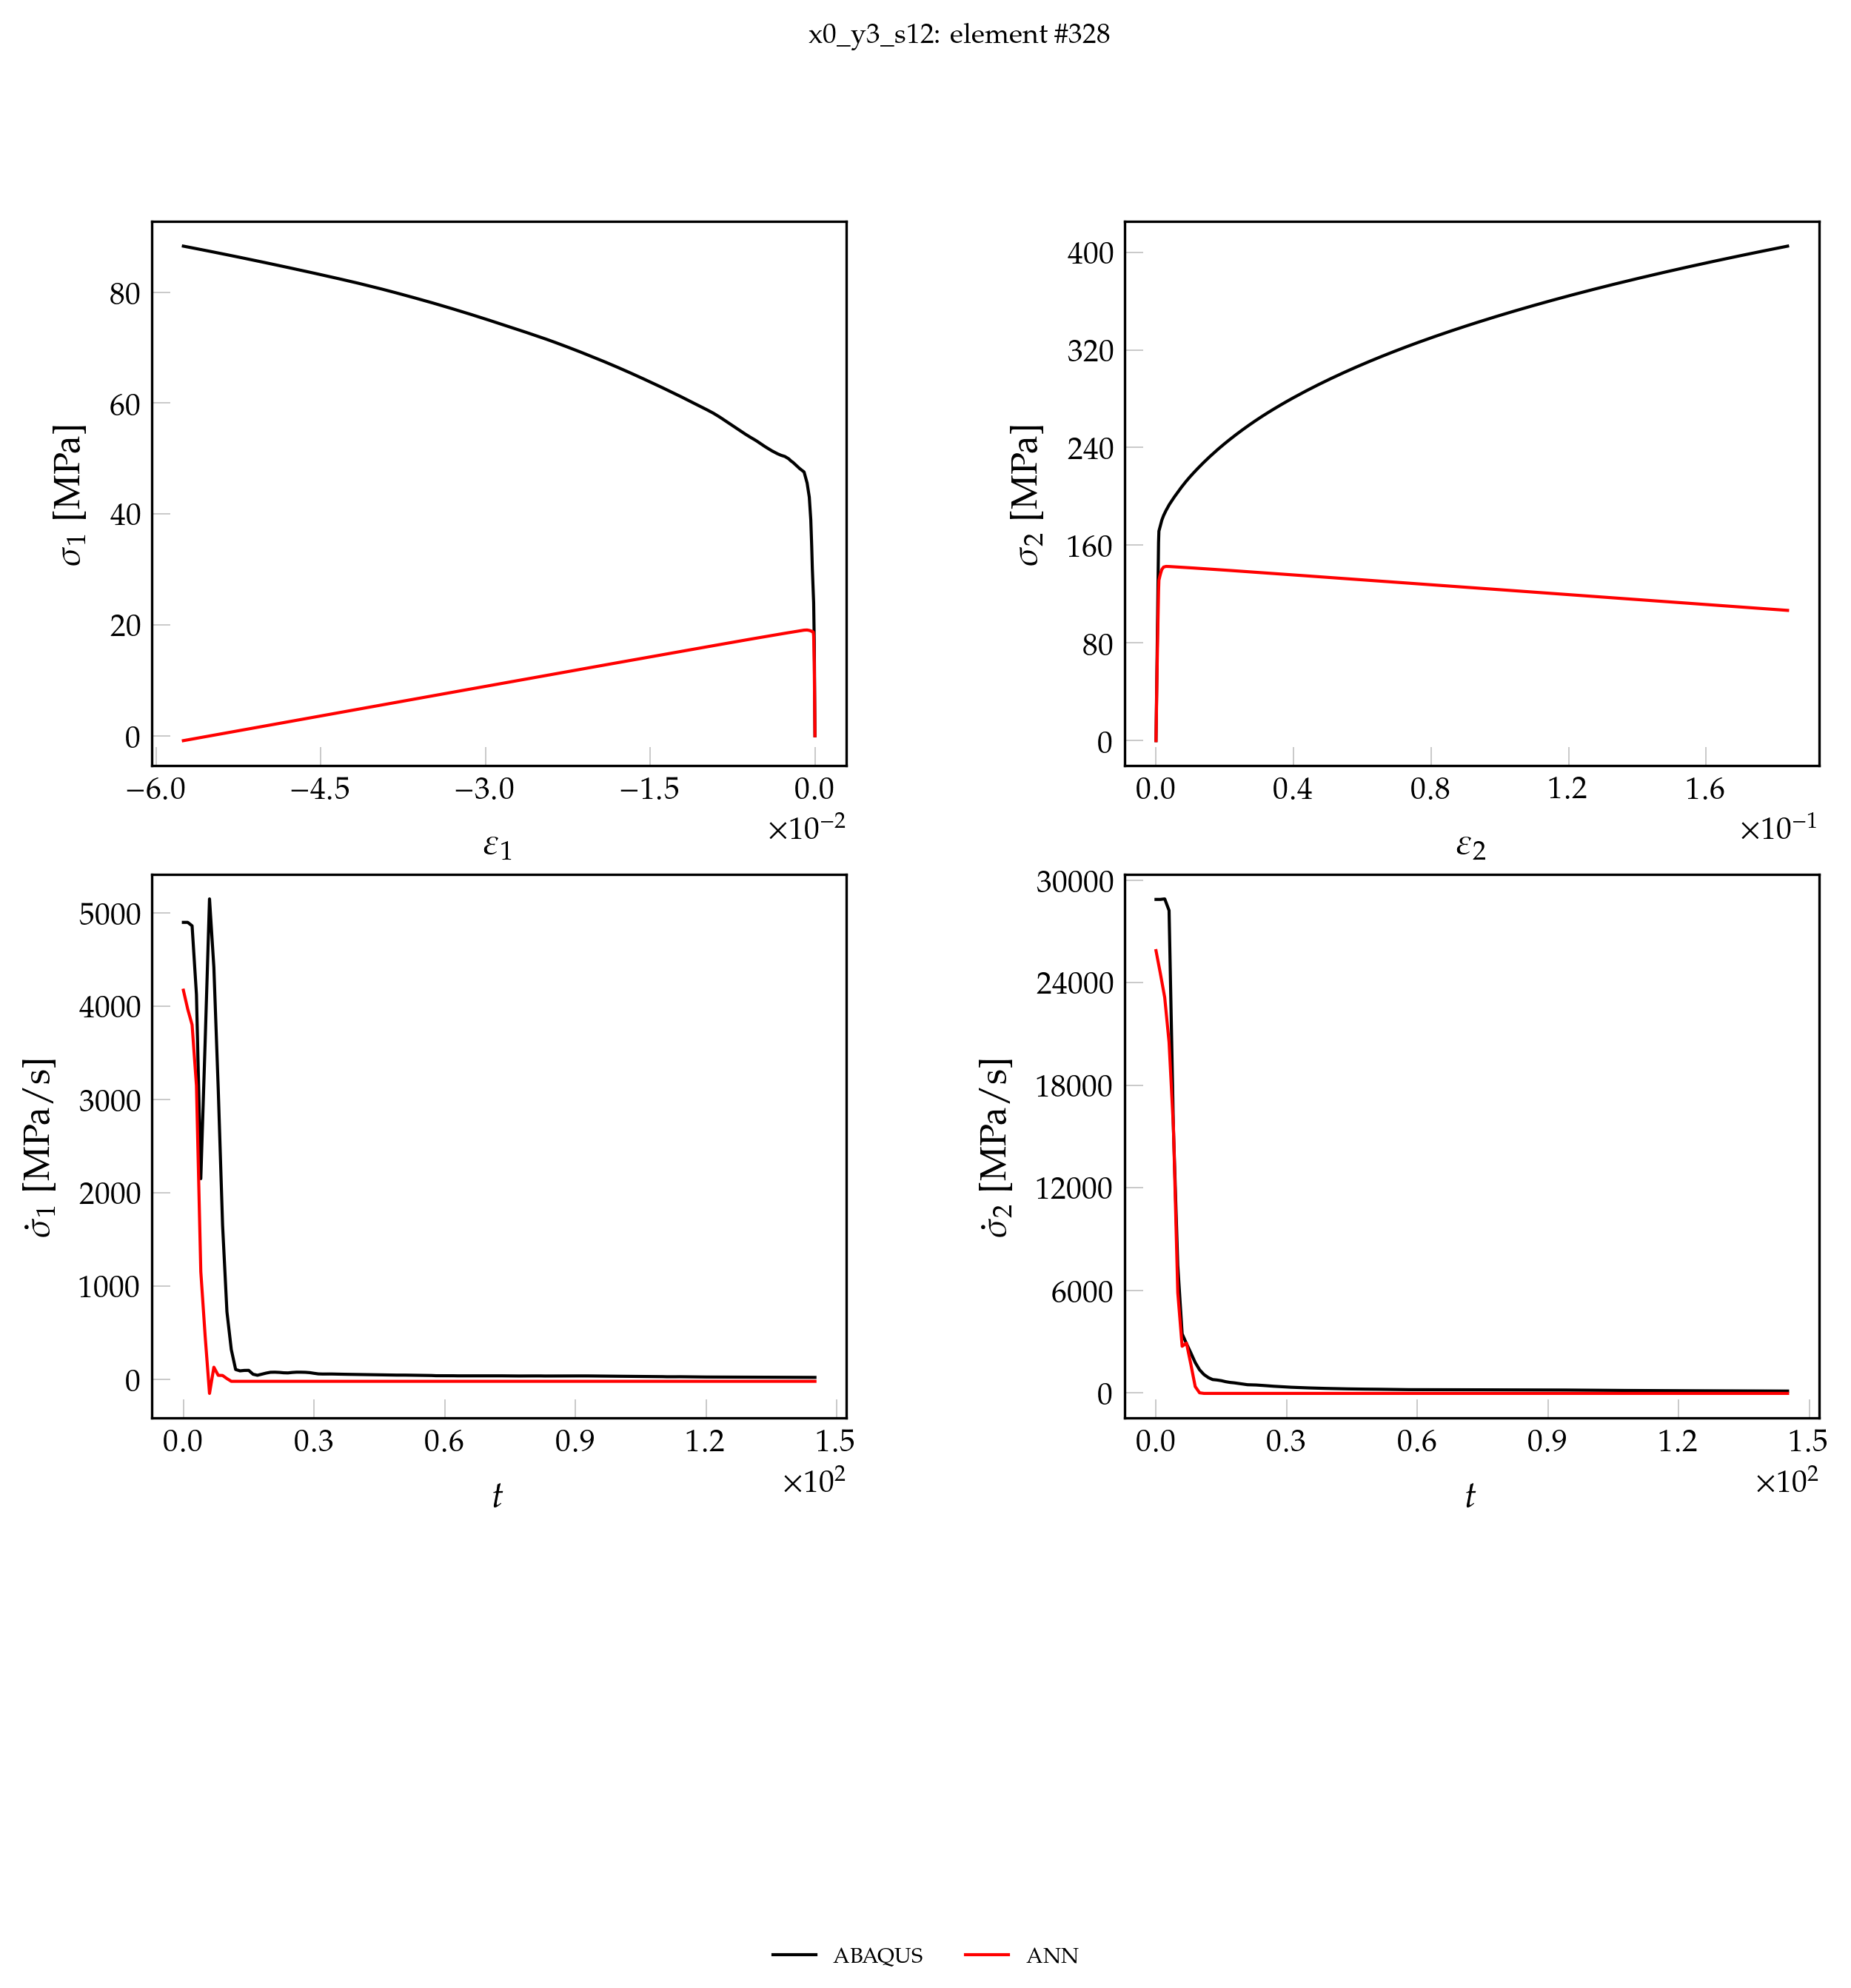 x0_y3_s12: element #328
80
60
40
20
0
σ1 [MPa]
−6.0 −4.5 −3.0 −1.5 0.0
×10−2
ε1
400
320
240
160
80
0
σ2 [MPa]
0.0 0.4 0.8 1.2 1.6
×10−1
ε2
5000
4000
3000
2000
1000
0
σ̇1 [MPa/s]
0.0 0.3 0.6 0.9 1.2 1.5
×102
t
30000
24000
18000
12000
6000
0
σ̇2 [MPa/s]
0.0 0.3 0.6 0.9 1.2 1.5
×102
t
ABAQUS ANN